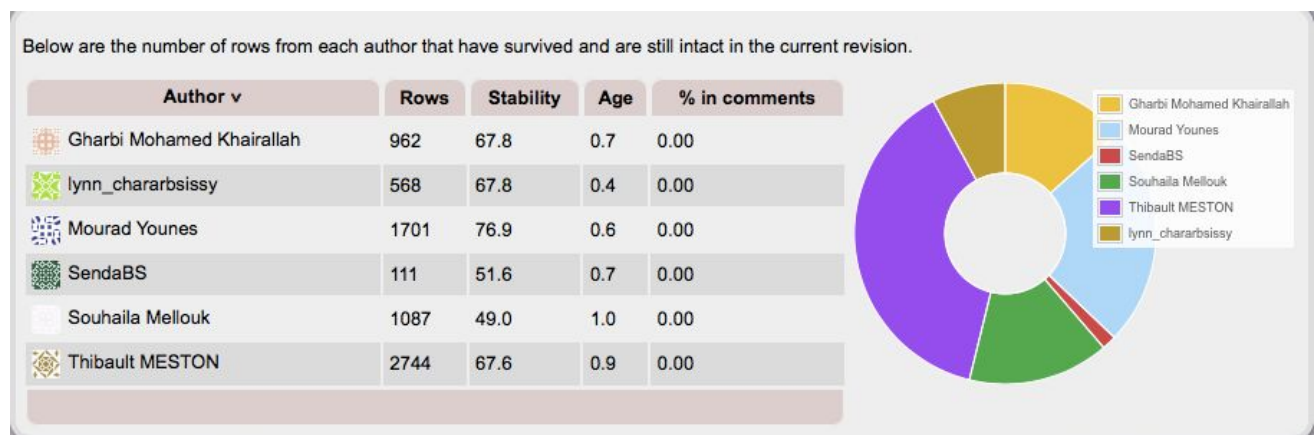 Below are the number of rows from each author that have survived and are still intact in the current revision.
Author v Rows Stability Age % in comments
Gharbi Mohamed Khairallah 962 67.8 0.7 0.00
lynn_chararbsissy 568 67.8 0.4 0.00
Mourad Younes 1701 76.9 0.6 0.00
SendaBS 111 51.6 0.7 0.00
Souhaila Mellouk 1087 49.0 1.0 0.00
Thibault MESTON 2744 67.6 0.9 0.00
Gharbi Mohamed Khairallah
Mourad Younes
SendaBS
Souhaila Mellouk
Thibault MESTON
lynn_chararbsissy